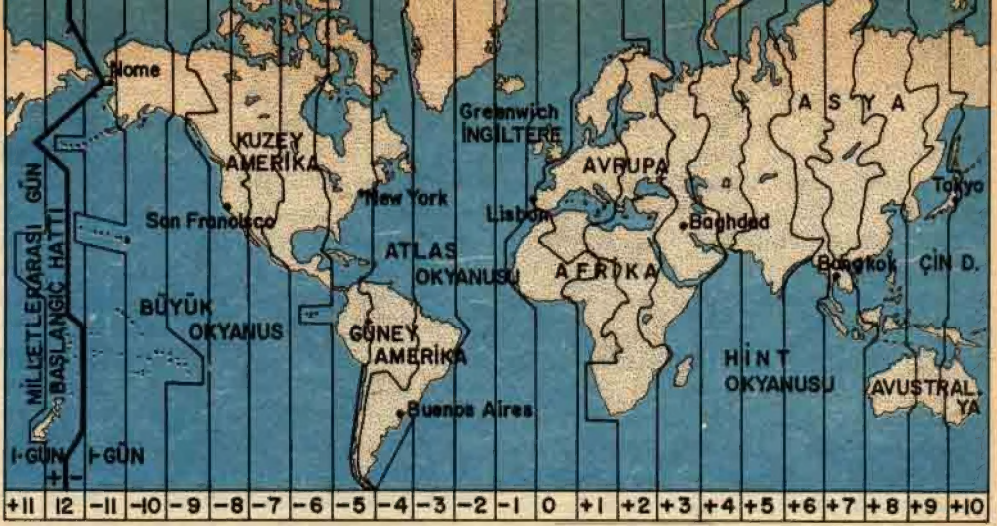 Nome
KUZEY
AMERİKA
Greenwich
İNGİLTERE
AVRUPA
ASYA
New York
San Francisco
Lisbon
Baghdad
Tokyo
ATLAS
OKYANUSU
AFRİKA
Bangkok
ÇİN D.
MİLLETLERARASI GÜN
BAŞLANGIÇ HATTI
BÜYÜK
OKYANUS
GÜNEY
AMERİKA
HİNT
OKYANUSU
AVUSTRAL.
YA
Buenos Aires
1-GÜN
1-GÜN
+ -
+11 12 -11 -10 -9 -8 -7 -6 -5 -4 -3 -2 -1 0 +1 +2 +3 +4 +5 +6 +7 +8 +9 +10